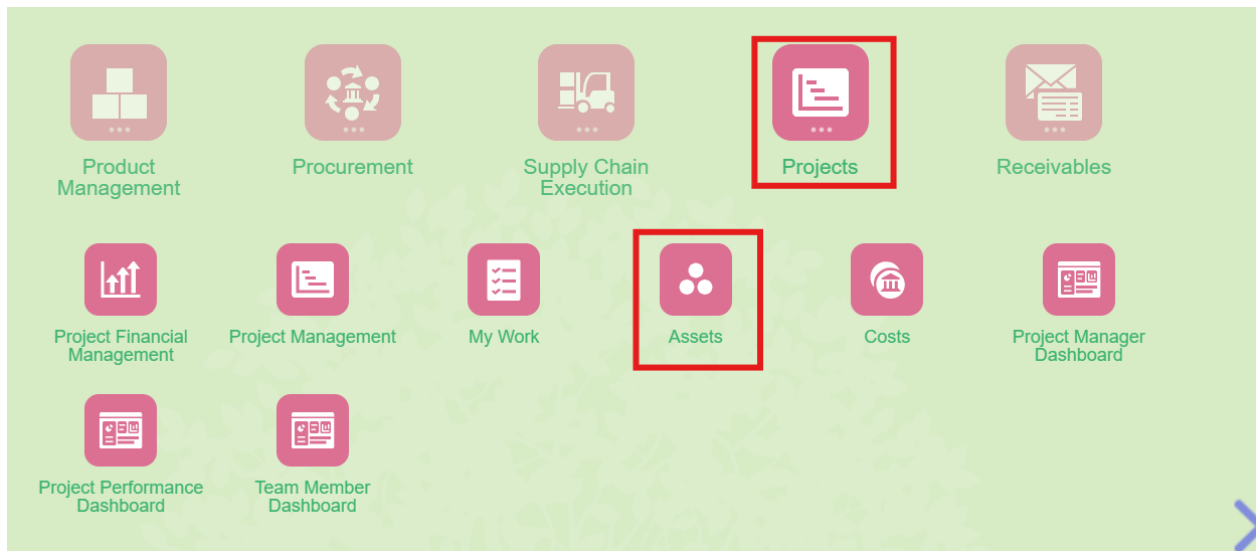 Product
Management
Procurement
Supply Chain
Execution
Projects
Receivables
Project Financial
Management
Project Management
My Work
Assets
Costs
Project Manager
Dashboard
Project Performance
Dashboard
Team Member
Dashboard